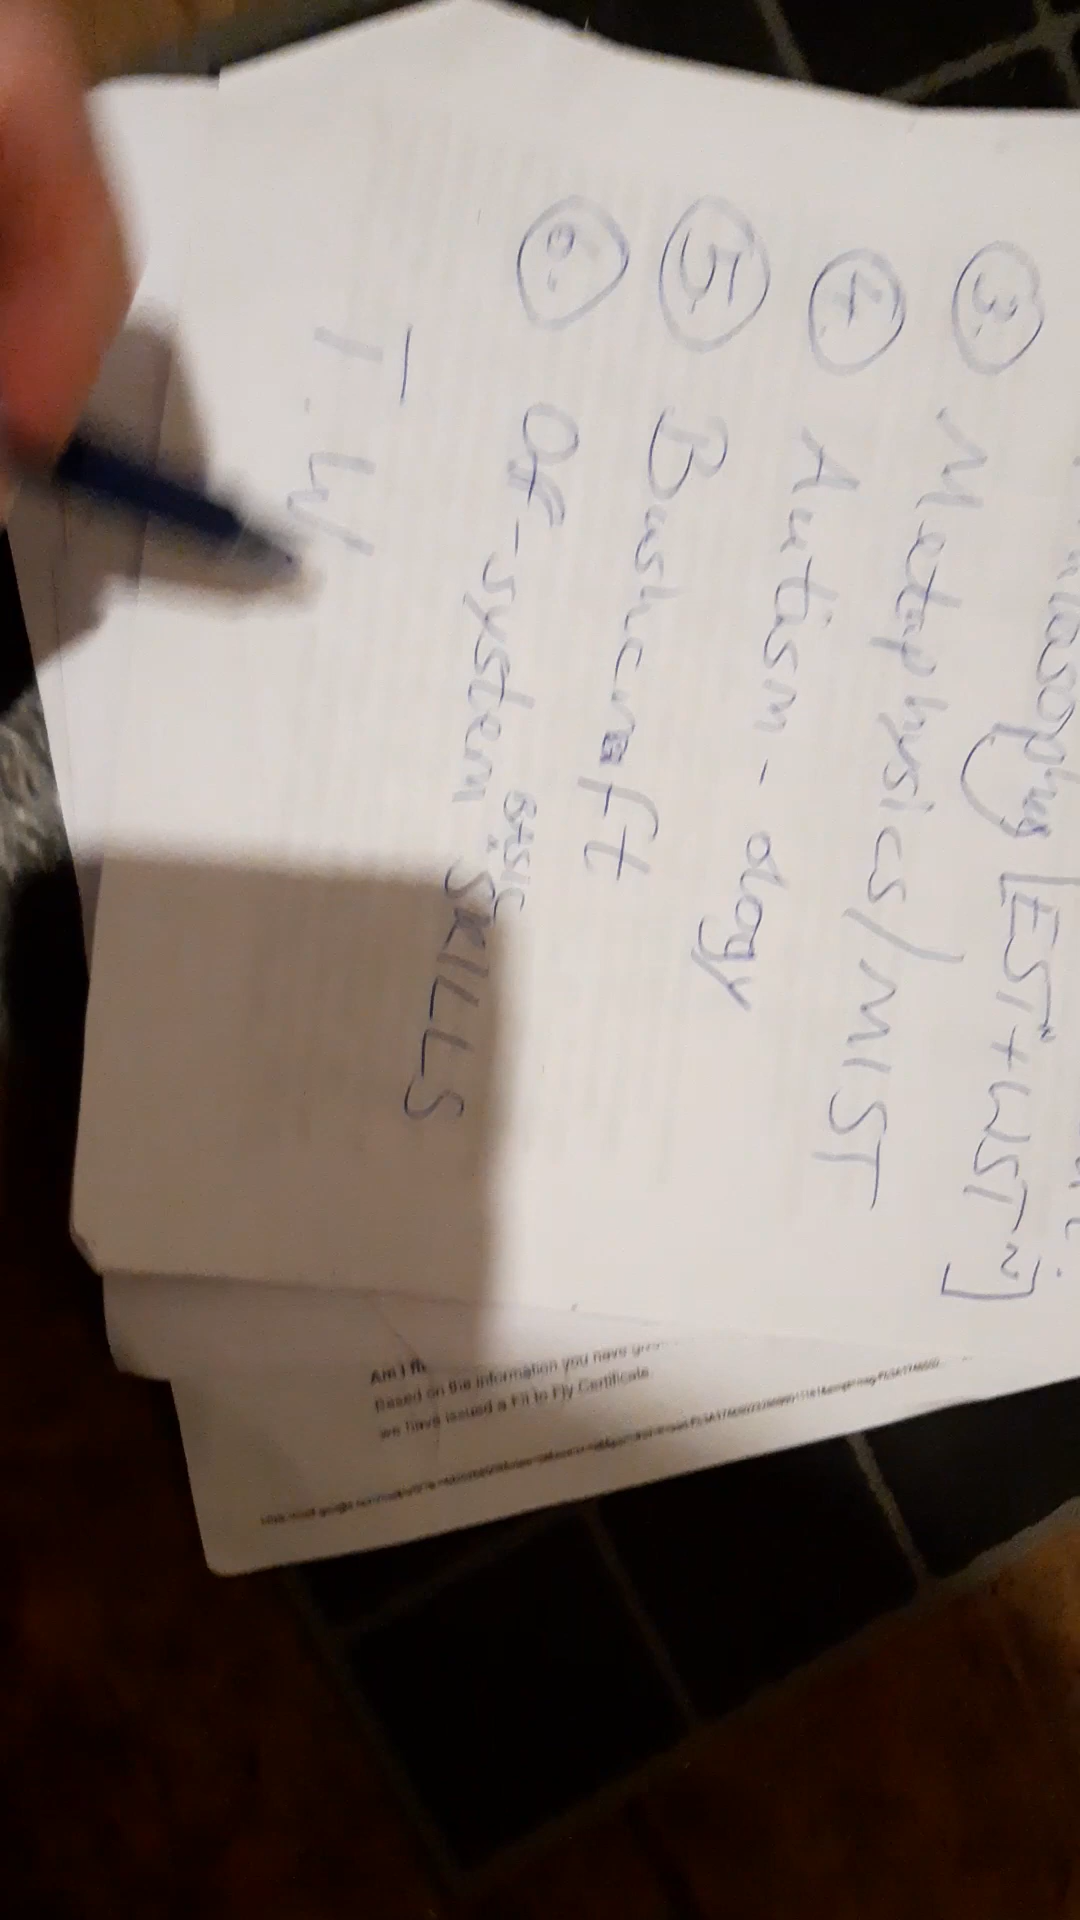 [EST^N + WST^N]
③ Metaphysics/MIST
④ Autism-ology
⑤ Bushcraft
⑥ Off-system BASIC SKILLS
T.W
Based on the information you have
we have issued a Fit to Fly Certificate